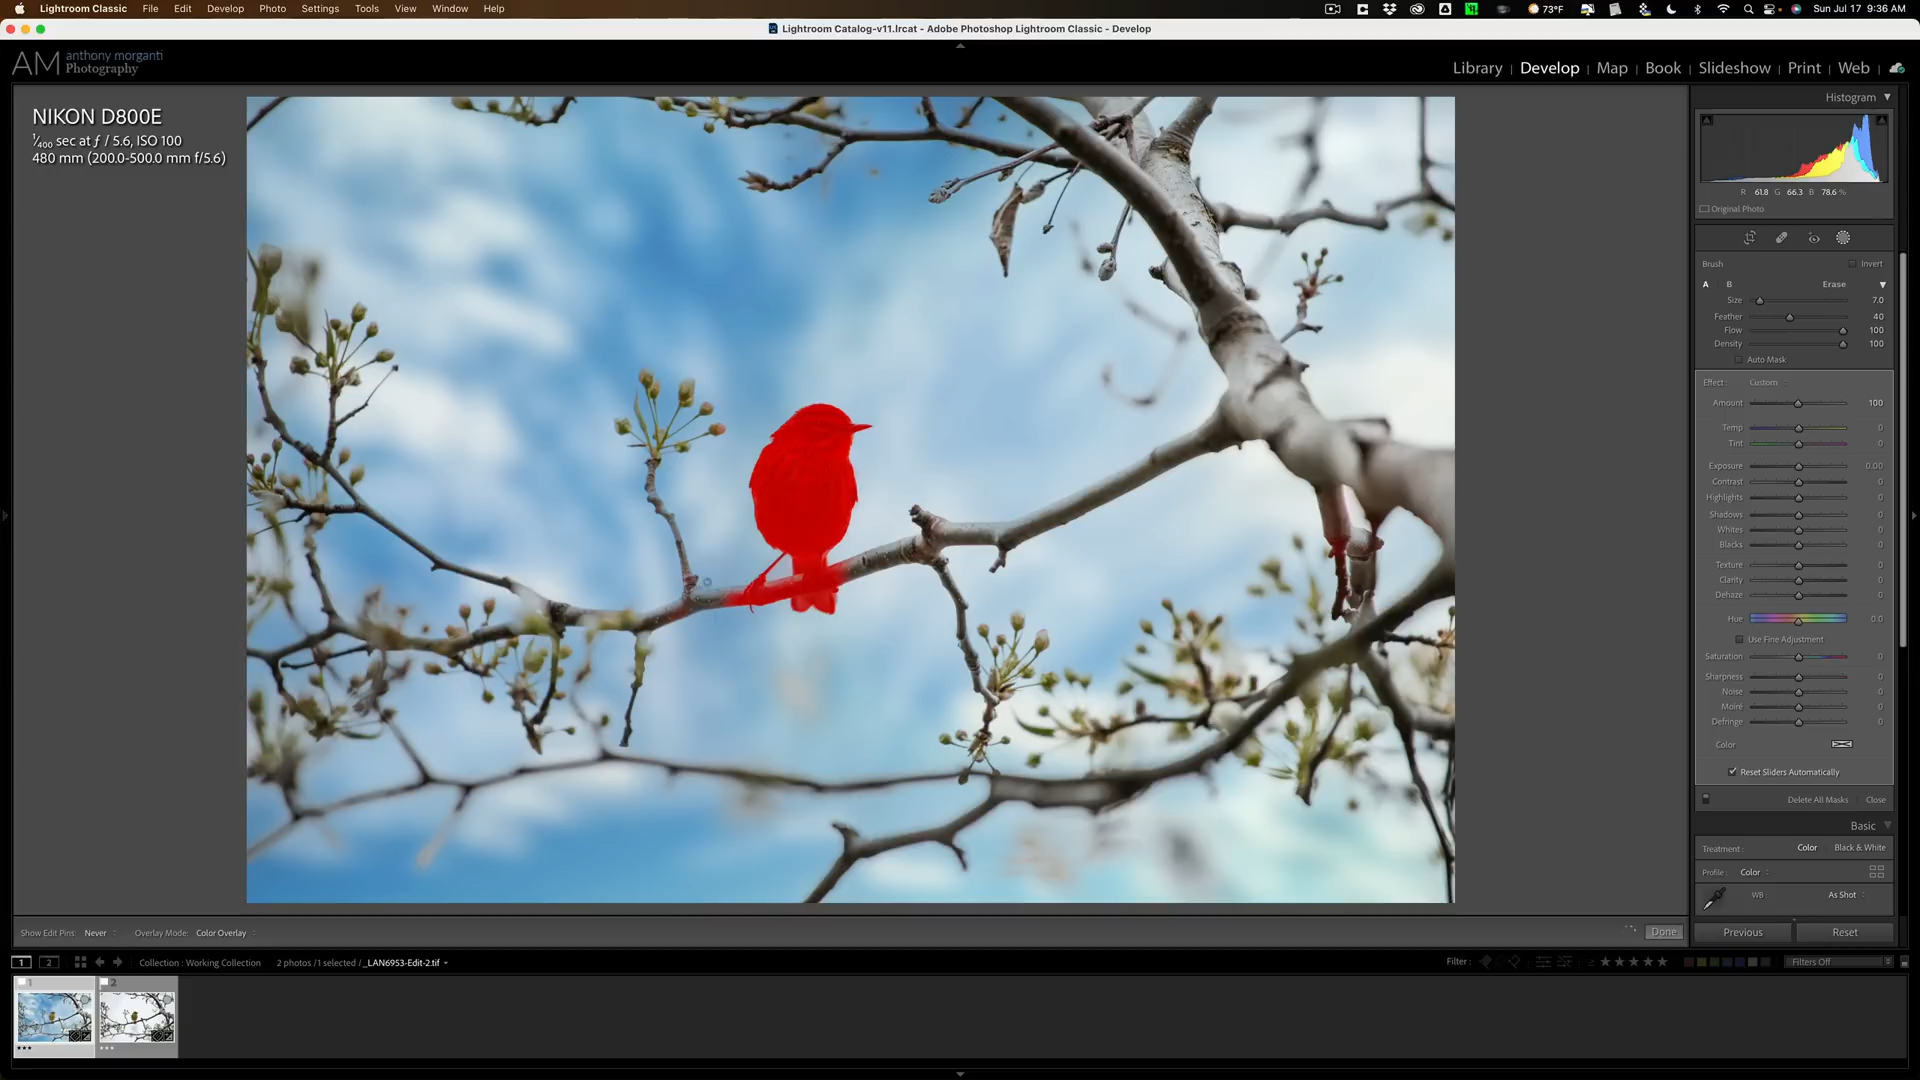 Lightroom Classic File Edit Develop Photo Settings Tools View Window Help 73°F Sun Jul 17 9:36 AM
Lightroom Catalog-v11.lrcat - Adobe Photoshop Lightroom Classic - Develop
AM anthony morganti
Photography
Library | Develop | Map | Book | Slideshow | Print | Web
Histogram
NIKON D800E
1/400 sec at ƒ / 5.6, ISO 100
480 mm (200.0-500.0 mm f/5.6)
R 61.8 G 66.3 B 78.6 %
Original Photo
Brush Invert
A B Erase
Size 7.0
Feather 40
Flow 100
Density 100
Auto Mask
Effect: Custom
Amount 100
Temp 0
Tint 0
Exposure 0.00
Contrast 0
Highlights 0
Shadows 0
Whites 0
Blacks 0
Texture 0
Clarity 0
Dehaze 0
Hue 0.0
Use Fine Adjustment
Saturation 0
Sharpness 0
Noise 0
Moiré 0
Defringe 0
Color
Reset Sliders Automatically
Delete All Masks Close
Basic
Treatment: Color Black & White
Profile: Color
WB: As Shot
Previous Reset
Show Edit Pins: Never Overlay Mode: Color Overlay Done
1 2 Collection : Working Collection 2 photos /1 selected / _LAN6953-Edit-2.tif Filter : Filters Off
1 2